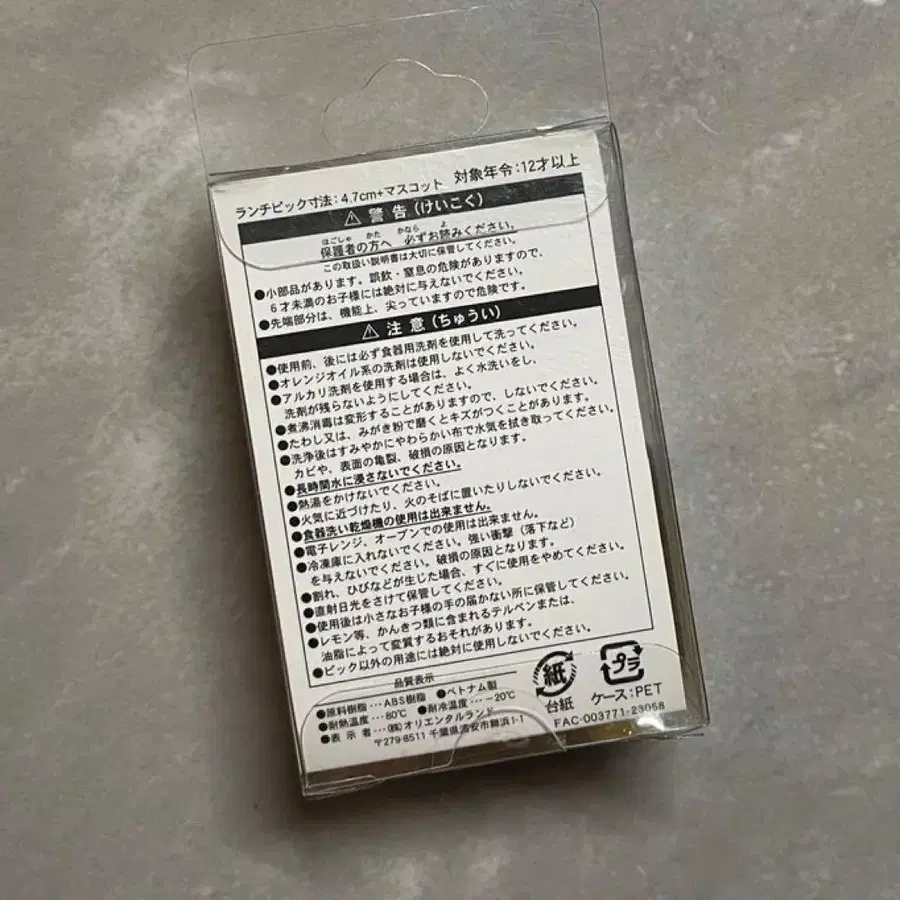 ランチピック寸法：4.7cm+マスコット 対象年令：12才以上
⚠ 警告（けいこく）
保護者の方へ 必ずお読みください。
この取扱い説明書は大切に保管してください。
●小部品があります。誤飲・窒息の危険がありますので、
6才未満のお子様には絶対に与えないでください。
●先端部分は、機能上、尖っていますので危険です。
⚠ 注意（ちゅうい）
●使用前、後には必ず食器用洗剤を使用して洗ってください。
●オレンジオイル系の洗剤は使用しないでください。
●アルカリ洗剤を使用する場合は、よく水洗いをし、
洗剤が残らないようにしてください。
●煮沸消毒は変形することがありますので、しないでください。
●たわし又は、みがき粉で磨くとキズがつくことがあります。
●洗浄後はすみやかにやわらかい布で水気を拭き取ってください。
カビや、表面の亀裂、破損の原因となります。
●長時間水に浸さないでください。
●熱湯をかけないでください。
●火気に近づけたり、火のそばに置いたりしないでください。
●食器洗い乾燥機の使用は出来ません。
●電子レンジ、オーブンでの使用は出来ません。
●冷凍庫に入れないでください。強い衝撃（落下など）
を与えないでください。破損の原因となります。
●割れ、ひびなどが生じた場合、すぐに使用をやめてください。
●直射日光をさけて保管してください。
●使用後は小さなお子様の手の届かない所に保管してください。
●レモン等、かんきつ類に含まれるテルペンまたは、
油脂によって変質するおそれがあります。
●ピック以外の用途には絶対に使用しないでください。
品質表示
●原料樹脂…ABS樹脂 ●ベトナム製
●耐熱温度…80℃ ●耐冷温度…−20℃
●表示者…(株)オリエンタルランド
〒279-8511 千葉県浦安市舞浜1-1
紙
台紙
プラ
ケース：PET
FAC-003771-23058